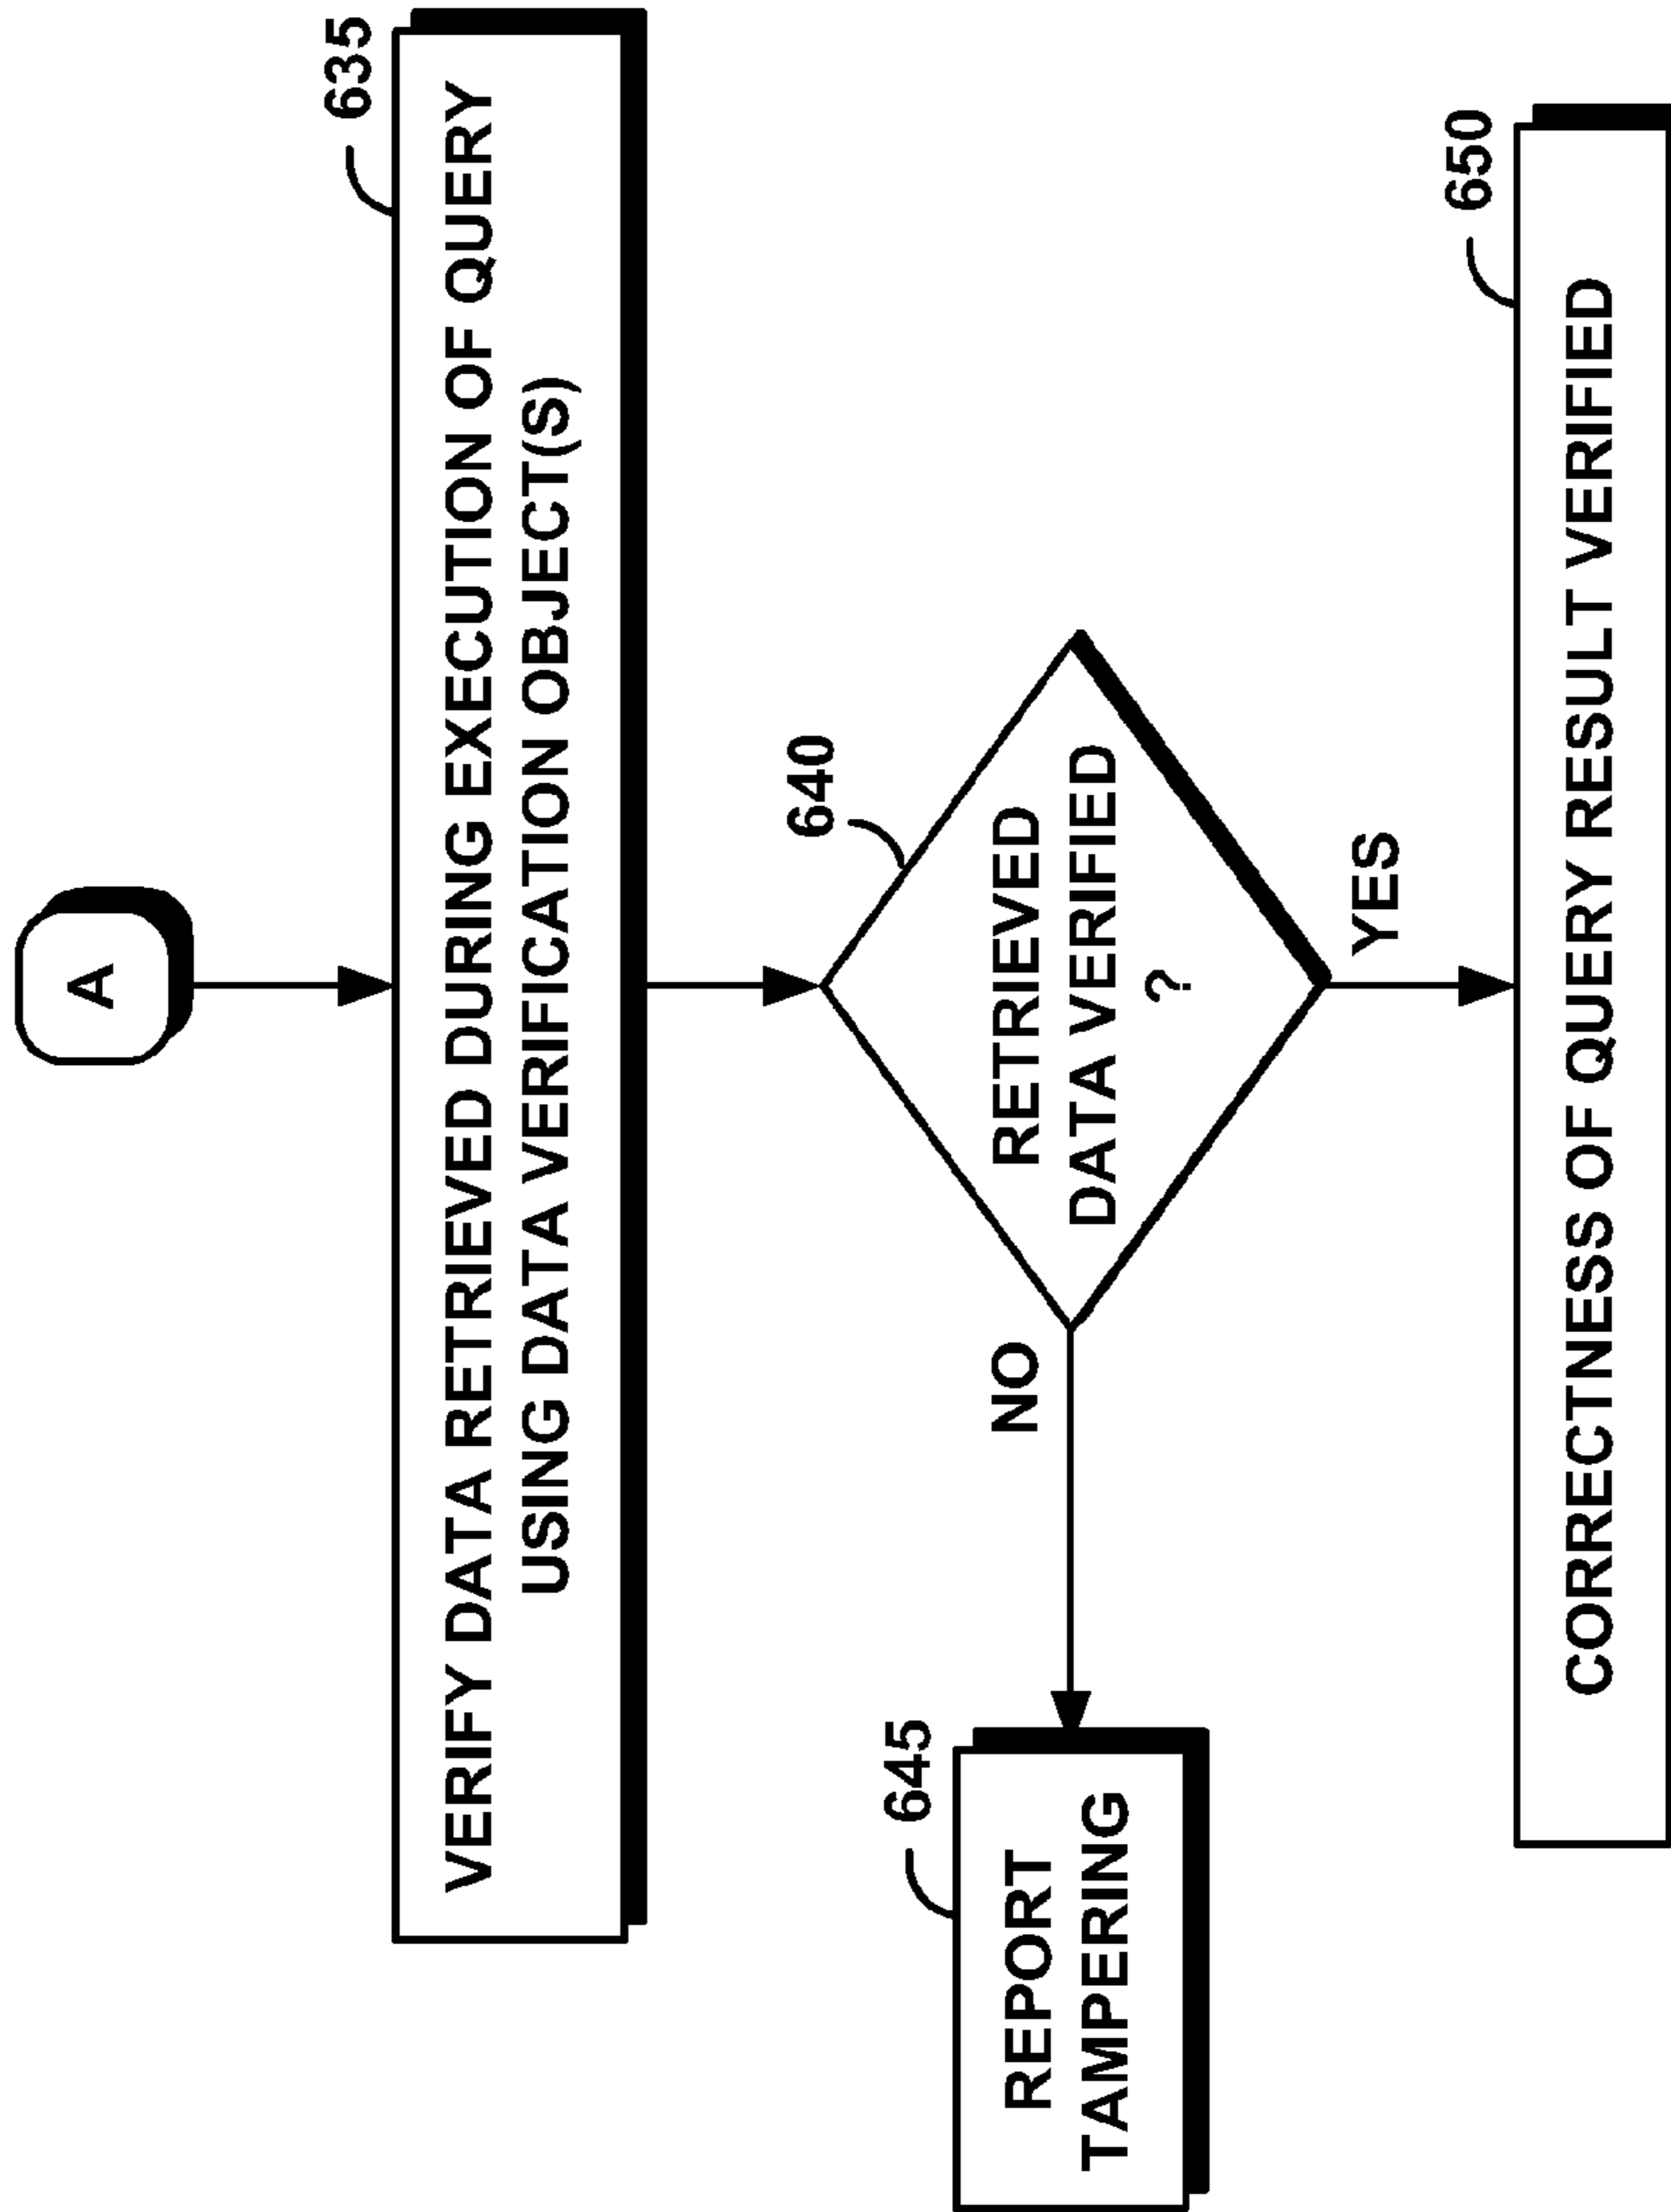 A
635
VERIFY DATA RETRIEVED DURING EXECUTION OF QUERY
USING DATA VERIFICATION OBJECT(S)
640
RETRIEVED
DATA VERIFIED
?
NO
645
REPORT
TAMPERING
YES
650
CORRECTNESS OF QUERY RESULT VERIFIED